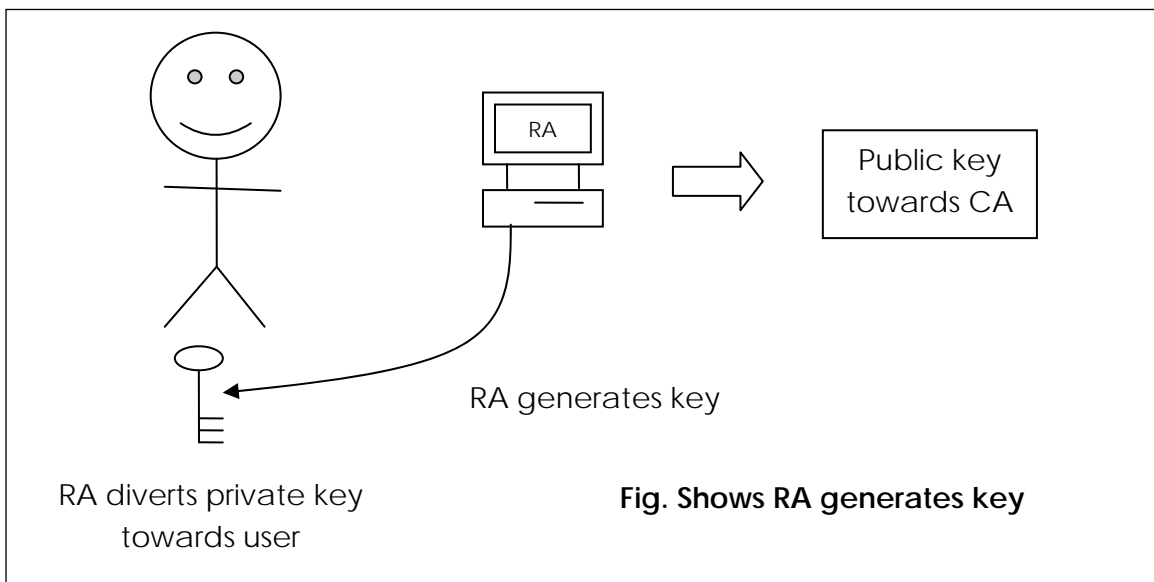 RA
Public key
towards CA
RA generates key
RA diverts private key
towards user
Fig. Shows RA generates key